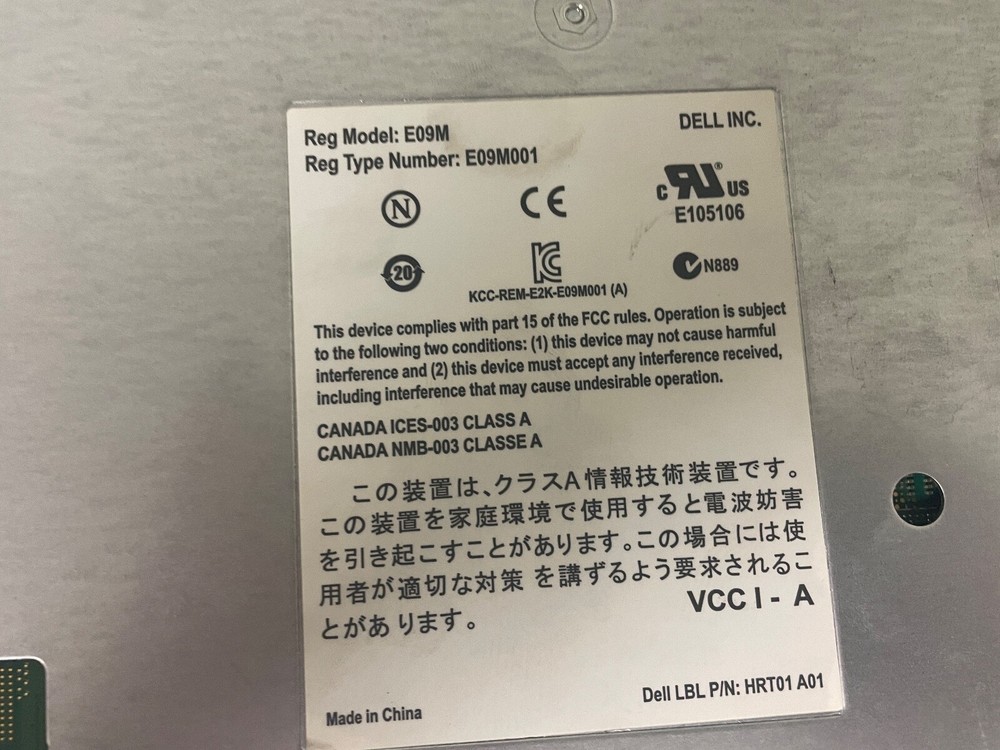 Reg Model: E09M
DELL INC.
Reg Type Number: E09M001
N
CE
c RU ® US
E105106
20
KC
N889
KCC-REM-E2K-E09M001 (A)
This device complies with part 15 of the FCC rules. Operation is subject
to the following two conditions: (1) this device may not cause harmful
interference and (2) this device must accept any interference received,
including interference that may cause undesirable operation.
CANADA ICES-003 CLASS A
CANADA NMB-003 CLASSE A
この装置は、クラスA情報技術装置です。
この装置を家庭環境で使用すると電波妨害
を引き起こすことがあります。この場合には使
用者が適切な対策 を講ずるよう要求されるこ
とがあ ります。
VCC I - A
Dell LBL P/N: HRT01 A01
Made in China